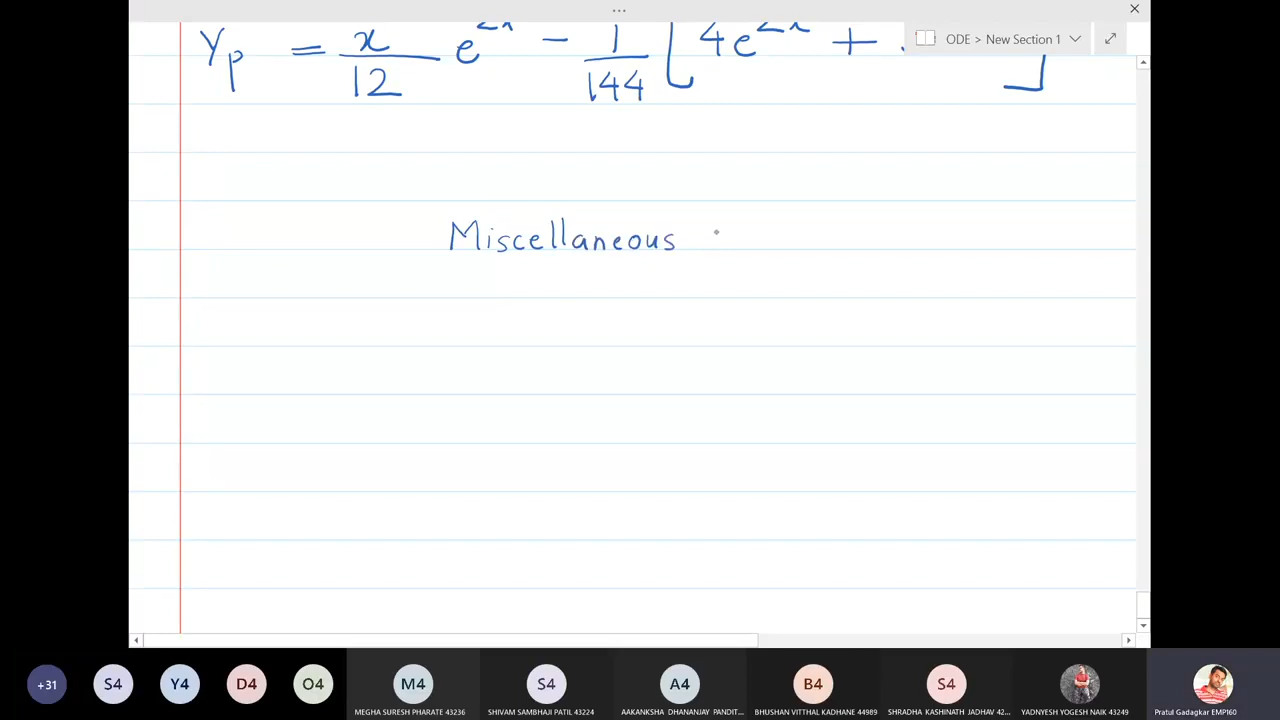 ODE > New Section 1
Yp = x/12 e^2x − 1/144 [4e^2x +
Miscellaneous
+31
S4
Y4
D4
O4
M4
S4
A4
B4
S4
MEGHA SURESH PHARATE 43236
SHIVAM SAMBHAJI PATIL 43224
AAKANKSHA DHANANJAY PANDIT...
BHUSHAN VITTHAL KADHANE 44989
SHRADHA KASHINATH JADHAV 42...
YADNYESH YOGESH NAIK 43249
Pratul Gadagkar EMP160